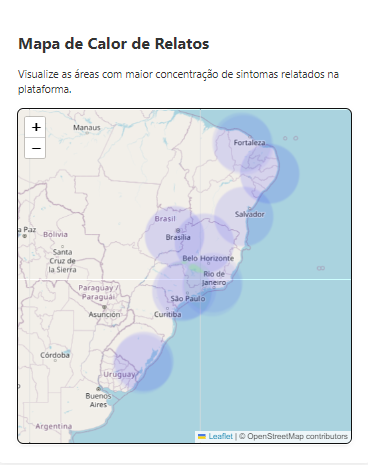 Mapa de Calor de Relatos
Visualize as áreas com maior concentração de sintomas relatados na
plataforma.
+
−
Manaus
Fortaleza
Salvador
Brasil
Brasília
a Paz
Bolivia
Santa
Cruz de
la Sierra
Belo Horizonte
Rio de
Janeiro
Paraguay /
Paraguái
São Paulo
Asunción
Curitiba
Córdoba
Uruguay
Buenos
Aires
Argentina
Leaflet | © OpenStreetMap contributors